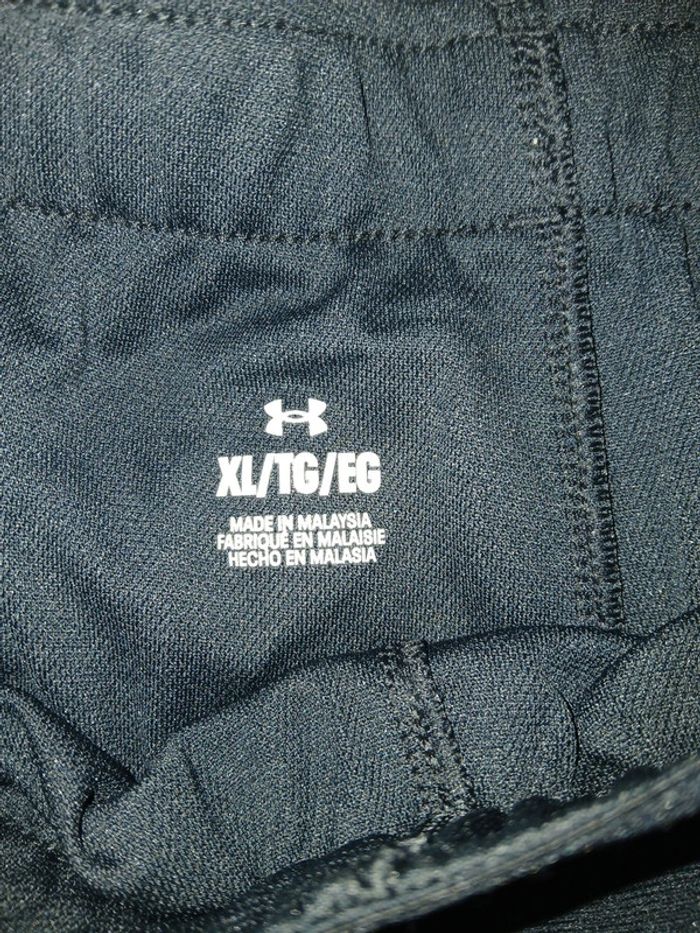 XL/TG/EG
MADE IN MALAYSIA
FABRIQUÉ EN MALAISIE
HECHO EN MALASIA